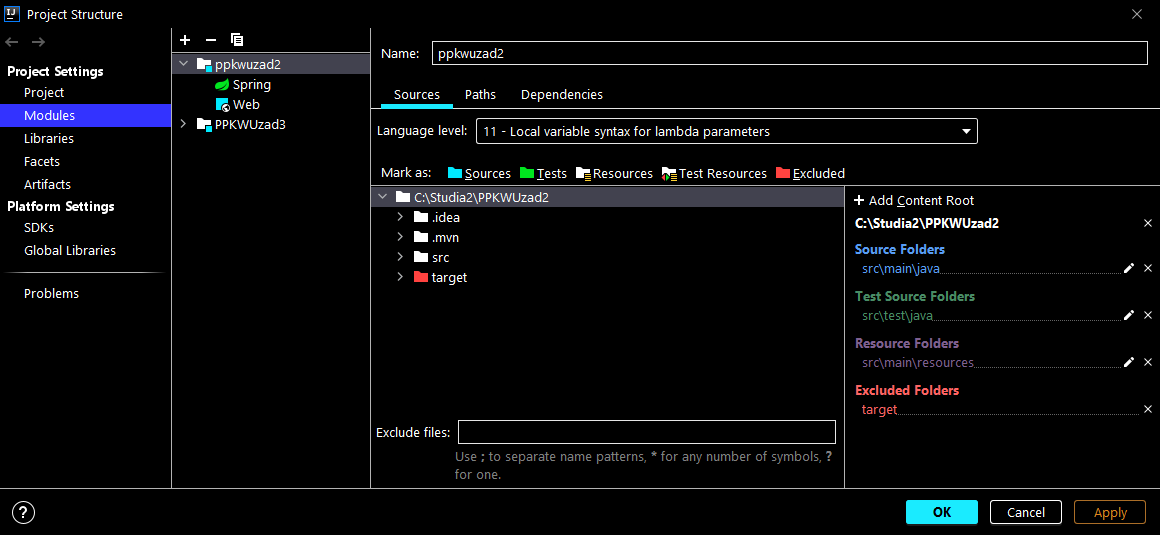 IJ Project Structure
Project Settings
Project
Modules
Libraries
Facets
Artifacts
Platform Settings
SDKs
Global Libraries
Problems
ppkwuzad2
Spring
Web
PPKWUzad3
Name: ppkwuzad2
Sources Paths Dependencies
Language level: 11 - Local variable syntax for lambda parameters
Mark as: Sources Tests Resources Test Resources Excluded
C:\Studia2\PPKWUzad2
.idea
.mvn
src
target
Exclude files:
Use ; to separate name patterns, * for any number of symbols, ?
for one.
+ Add Content Root
C:\Studia2\PPKWUzad2
Source Folders
src\main\java
Test Source Folders
src\test\java
Resource Folders
src\main\resources
Excluded Folders
target
? OK Cancel Apply